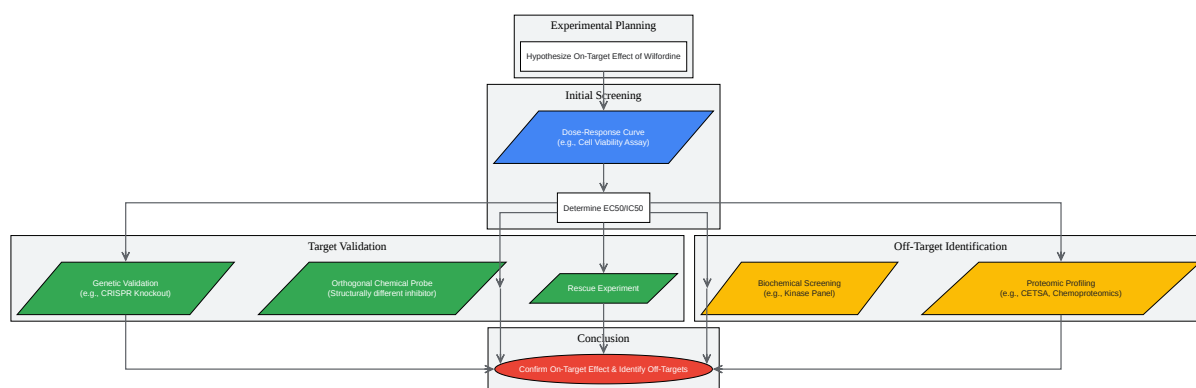 Experimental Planning
Hypothesize On-Target Effect of Wilfordine
Initial Screening
Dose-Response Curve
(e.g., Cell Viability Assay)
Determine EC50/IC50
Target Validation
Off-Target Identification
Genetic Validation
(e.g., CRISPR Knockout)
Orthogonal Chemical Probe
(Structurally different inhibitor)
Rescue Experiment
Biochemical Screening
(e.g., Kinase Panel)
Proteomic Profiling
(e.g., CETSA, Chemoproteomics)
Conclusion
Confirm On-Target Effect & Identify Off-Targets